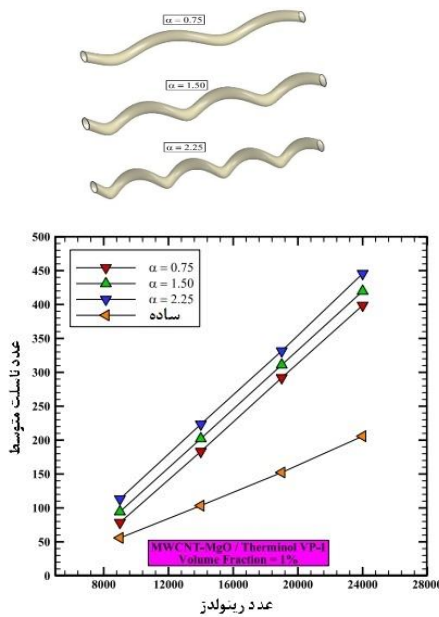 α = 0.75
α = 1.50
α = 2.25
500
450
400
350
300
250
200
150
100
50
0
عدد ناسلت متوسط
α = 0.75
α = 1.50
α = 2.25
ساده
MWCNT-MgO / Therminol VP-1
Volume Fraction = 1%
8000 12000 16000 20000 24000 28000
عدد رینولدز